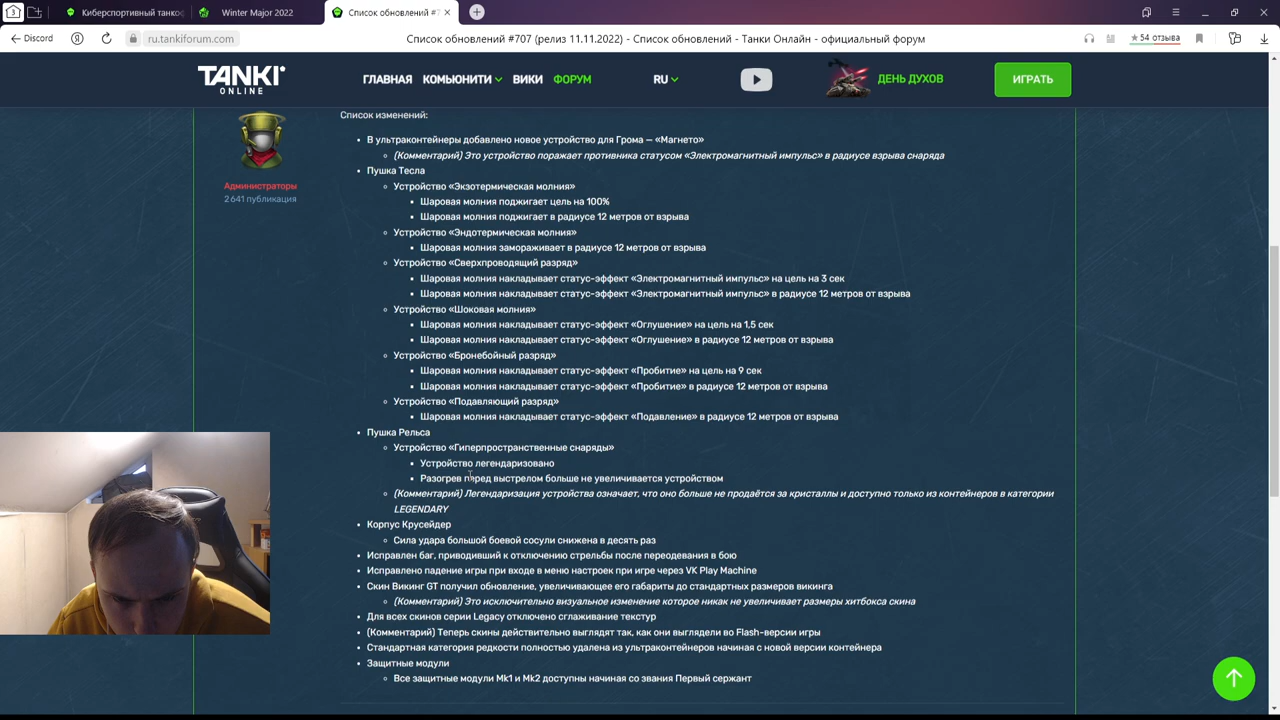 3
Киберспортивный танко
Winter Major 2022
Список обновлений #7
Discord
ru.tankiforum.com
Список обновлений #707 (релиз 11.11.2022) - Список обновлений - Танки Онлайн - официальный форум
54 отзыва
TANKI
ONLINE
ГЛАВНАЯ
КОМЬЮНИТИ
ВИКИ
ФОРУМ
RU
ДЕНЬ ДУХОВ
ИГРАТЬ
Администраторы
2 641 публикация
Список изменений:
В ультраконтейнеры добавлено новое устройство для Грома — «Магнето»
(Комментарий) Это устройство поражает противника статусом «Электромагнитный импульс» в радиусе взрыва снаряда
Пушка Тесла
Устройство «Экзотермическая молния»
Шаровая молния поджигает цель на 100%
Шаровая молния поджигает в радиусе 12 метров от взрыва
Устройство «Эндотермическая молния»
Шаровая молния замораживает в радиусе 12 метров от взрыва
Устройство «Сверхпроводящий разряд»
Шаровая молния накладывает статус-эффект «Электромагнитный импульс» на цель на 3 сек
Шаровая молния накладывает статус-эффект «Электромагнитный импульс» в радиусе 12 метров от взрыва
Устройство «Шоковая молния»
Шаровая молния накладывает статус-эффект «Оглушение» на цель на 1,5 сек
Шаровая молния накладывает статус-эффект «Оглушение» в радиусе 12 метров от взрыва
Устройство «Бронебойный разряд»
Шаровая молния накладывает статус-эффект «Пробитие» на цель на 9 сек
Шаровая молния накладывает статус-эффект «Пробитие» в радиусе 12 метров от взрыва
Устройство «Подавляющий разряд»
Шаровая молния накладывает статус-эффект «Подавление» в радиусе 12 метров от взрыва
Пушка Рельса
Устройство «Гиперпространственные снаряды»
Устройство легендаризовано
Разогрев перед выстрелом больше не увеличивается устройством
(Комментарий) Легендаризация устройства означает, что оно больше не продаётся за кристаллы и доступно только из контейнеров в категории
LEGENDARY
Корпус Крусейдер
Сила удара большой боевой сосули снижена в десять раз
Исправлен баг, приводивший к отключению стрельбы после переодевания в бою
Исправлено падение игры при входе в меню настроек при игре через VK Play Machine
Скин Викинг GT получил обновление, увеличивающее его габариты до стандартных размеров викинга
(Комментарий) Это исключительно визуальное изменение которое никак не увеличивает размеры хитбокса скина
Для всех скинов серии Legacy отключено сглаживание текстур
(Комментарий) Теперь скины действительно выглядят так, как они выглядели во Flash-версии игры
Стандартная категория редкости полностью удалена из ультраконтейнеров начиная с новой версии контейнера
Защитные модули
Все защитные модули Mk1 и Mk2 доступны начиная со звания Первый сержант